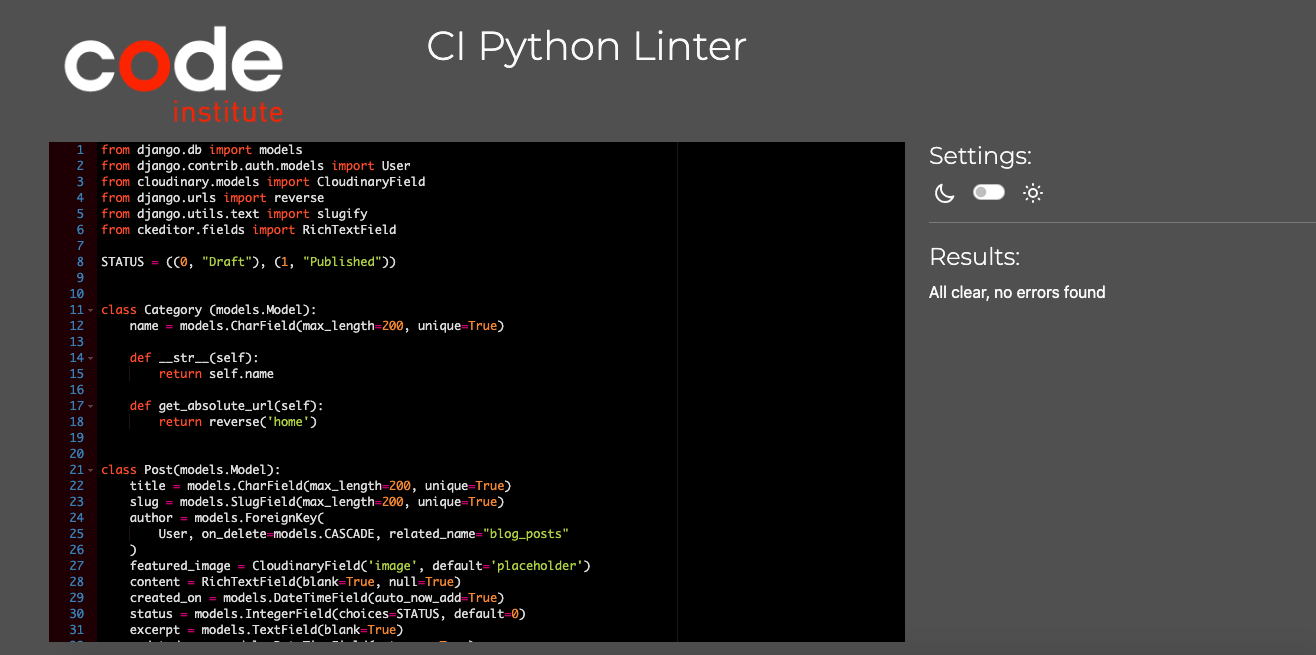 code
institute
CI Python Linter
1 from django.db import models
2 from django.contrib.auth.models import User
3 from cloudinary.models import CloudinaryField
4 from django.urls import reverse
5 from django.utils.text import slugify
6 from ckeditor.fields import RichTextField
7
8 STATUS = ((0, "Draft"), (1, "Published"))
9
10
11 class Category (models.Model):
12     name = models.CharField(max_length=200, unique=True)
13
14     def __str__(self):
15         return self.name
16
17     def get_absolute_url(self):
18         return reverse('home')
19
20
21 class Post(models.Model):
22     title = models.CharField(max_length=200, unique=True)
23     slug = models.SlugField(max_length=200, unique=True)
24     author = models.ForeignKey(
25         User, on_delete=models.CASCADE, related_name="blog_posts"
26     )
27     featured_image = CloudinaryField('image', default='placeholder')
28     content = RichTextField(blank=True, null=True)
29     created_on = models.DateTimeField(auto_now_add=True)
30     status = models.IntegerField(choices=STATUS, default=0)
31     excerpt = models.TextField(blank=True)
Settings:
Results:
All clear, no errors found